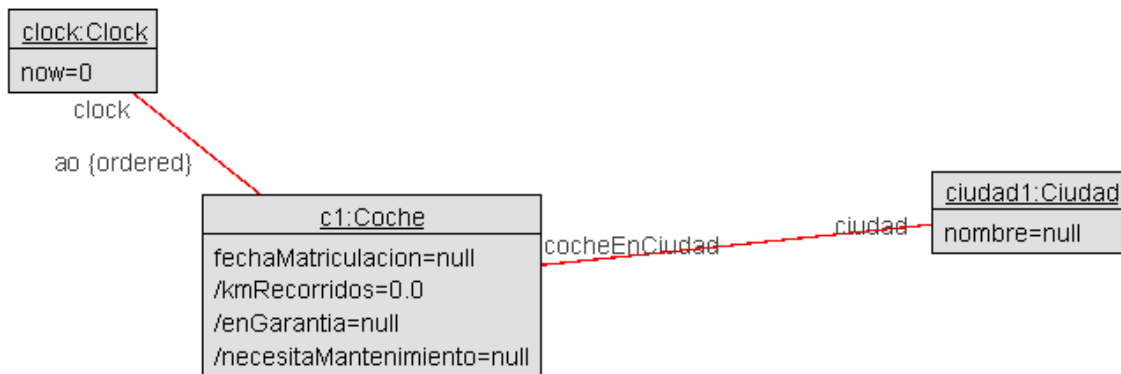 clock:Clock
now=0
clock
ao {ordered}
c1:Coche
fechaMatriculacion=null
/kmRecorridos=0.0
/enGarantia=null
/necesitaMantenimiento=null
cocheEnCiudad
ciudad
ciudad1:Ciudad
nombre=null